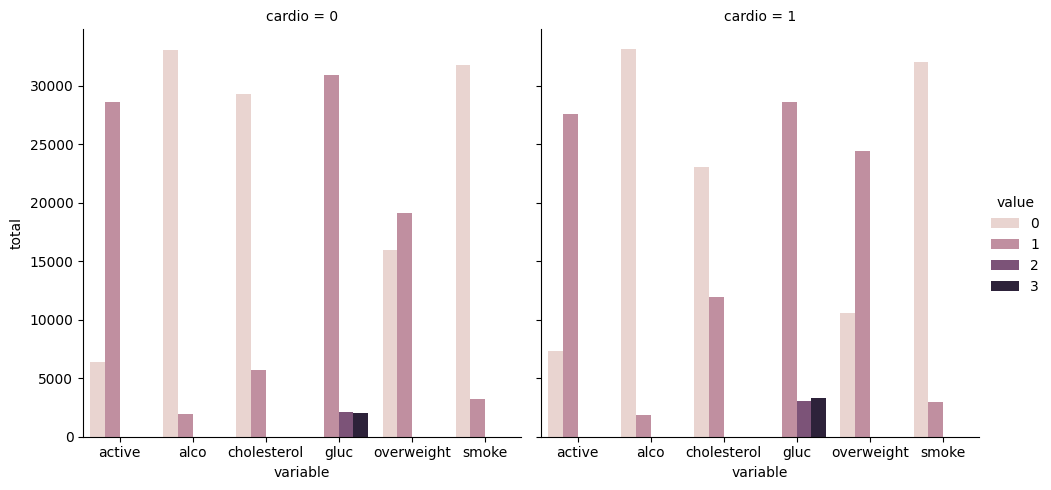 cardio = 0
cardio = 1
total
30000
25000
20000
15000
10000
5000
0
active alco cholesterol gluc overweight smoke
variable
active alco cholesterol gluc overweight smoke
variable
value
0
1
2
3